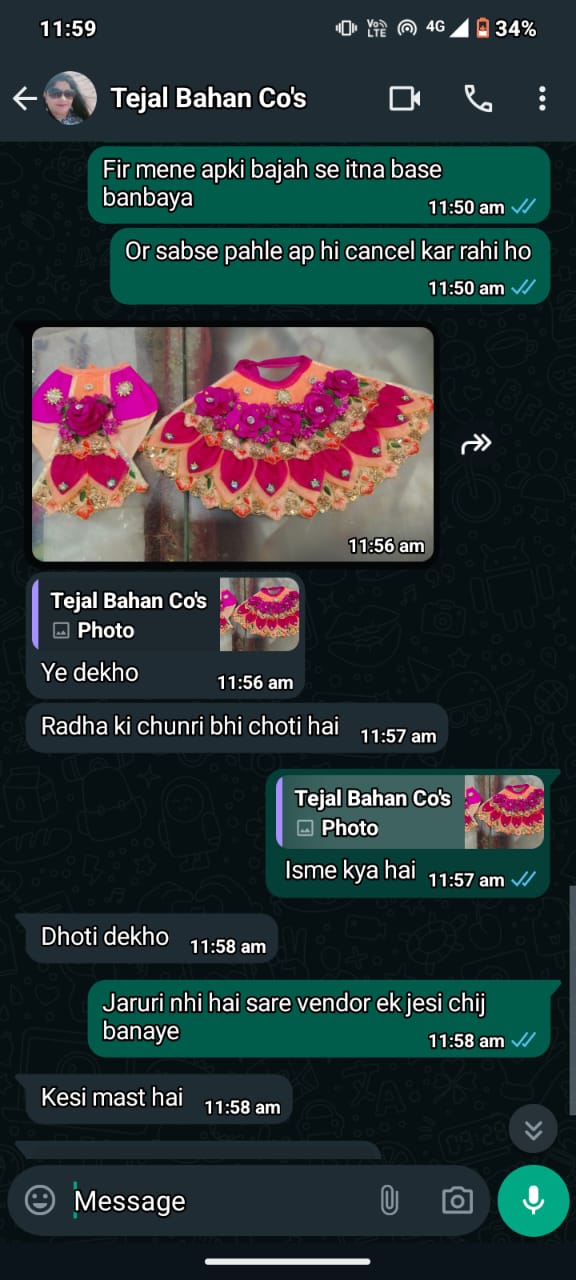 11:59
Vo))
LTE
4G
34%
Tejal Bahan Co's
Fir mene apki bajah se itna base
banbaya
11:50 am
Or sabse pahle ap hi cancel kar rahi ho
11:50 am
11:56 am
Tejal Bahan Co's
Photo
Ye dekho
11:56 am
Radha ki chunri bhi choti hai
11:57 am
Tejal Bahan Co's
Photo
Isme kya hai
11:57 am
Dhoti dekho
11:58 am
Jaruri nhi hai sare vendor ek jesi chij
banaye
11:58 am
Kesi mast hai
11:58 am
Message